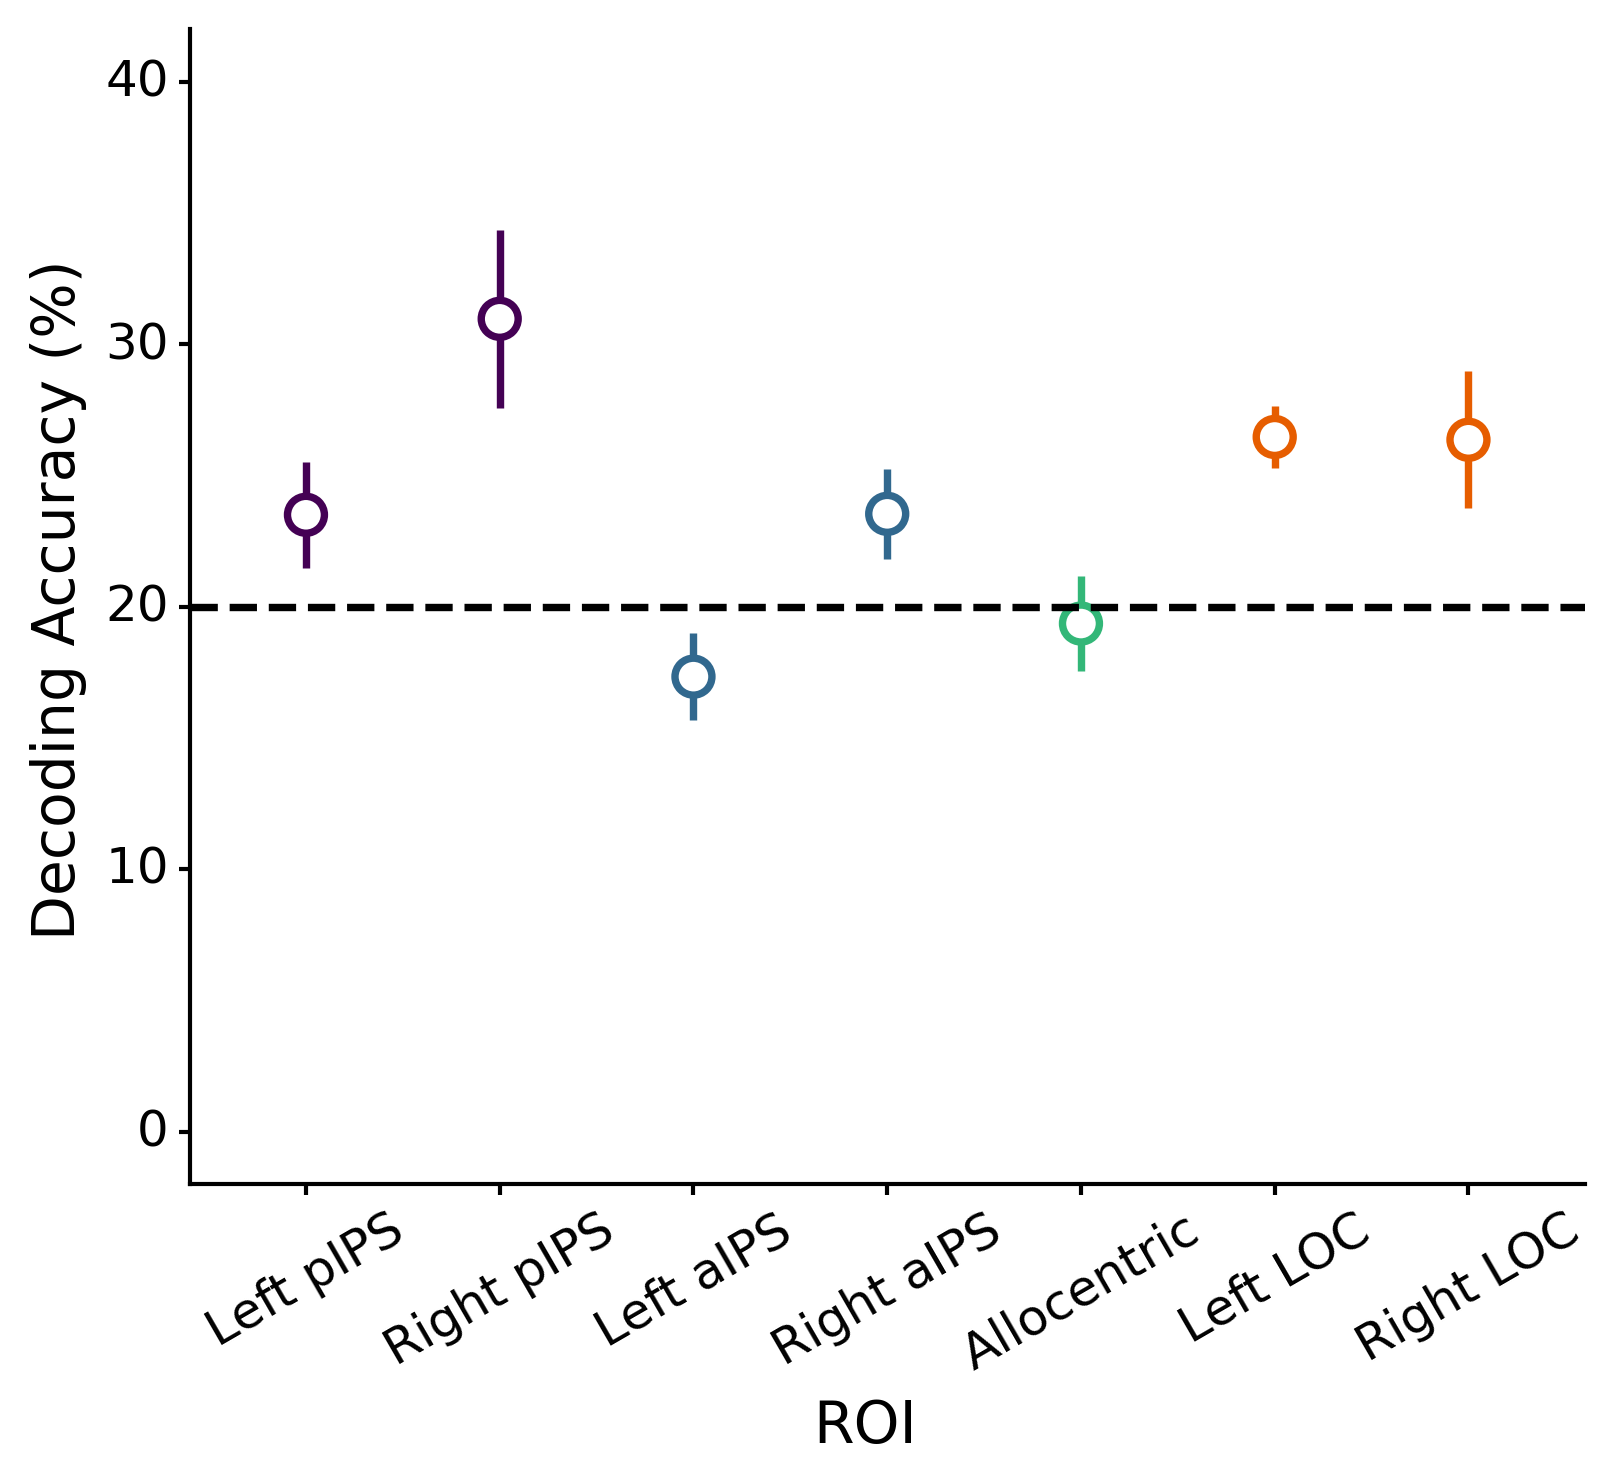 Decoding Accuracy (%)
40
30
20
10
0
Left pIPS
Right pIPS
Left aIPS
Right aIPS
Allocentric
Left LOC
Right LOC
ROI